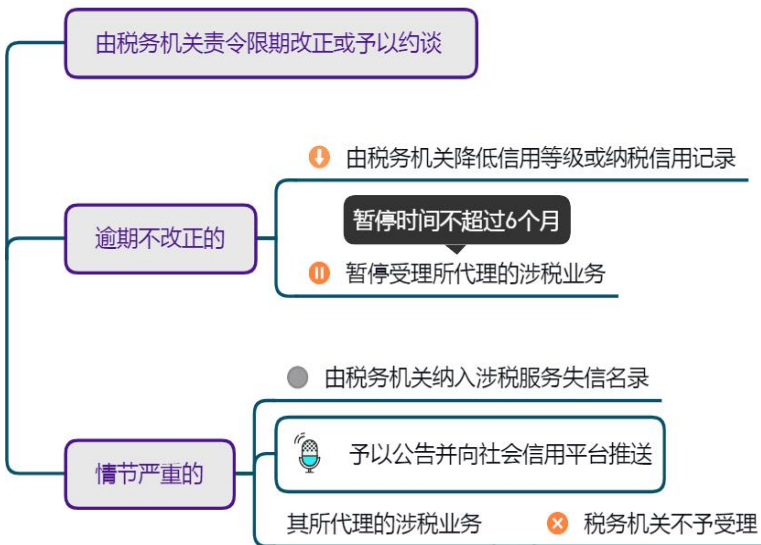 由税务机关责令限期改正或予以约谈
由税务机关降低信用等级或纳税信用记录
暂停时间不超过6个月
逾期不改正的
暂停受理所代理的涉税业务
由税务机关纳入涉税服务失信名录
予以公告并向社会信用平台推送
情节严重的
其所代理的涉税业务 税务机关不予受理